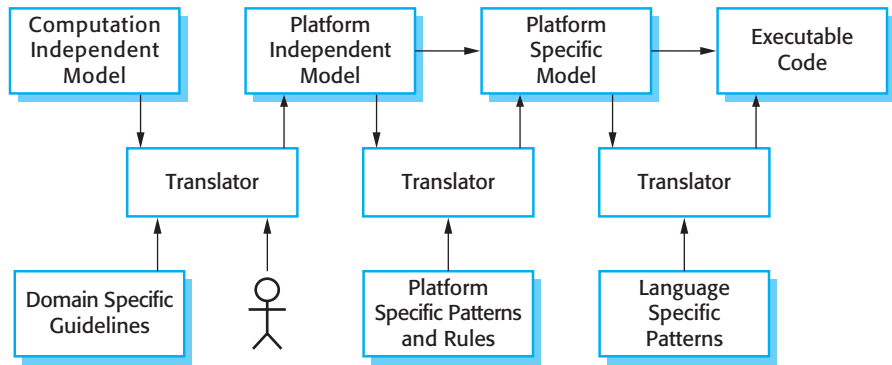 Computation
Independent
Model
Platform
Independent
Model
Platform
Specific
Model
Executable
Code
Translator
Translator
Translator
Domain Specific
Guidelines
Platform
Specific Patterns
and Rules
Language
Specific
Patterns